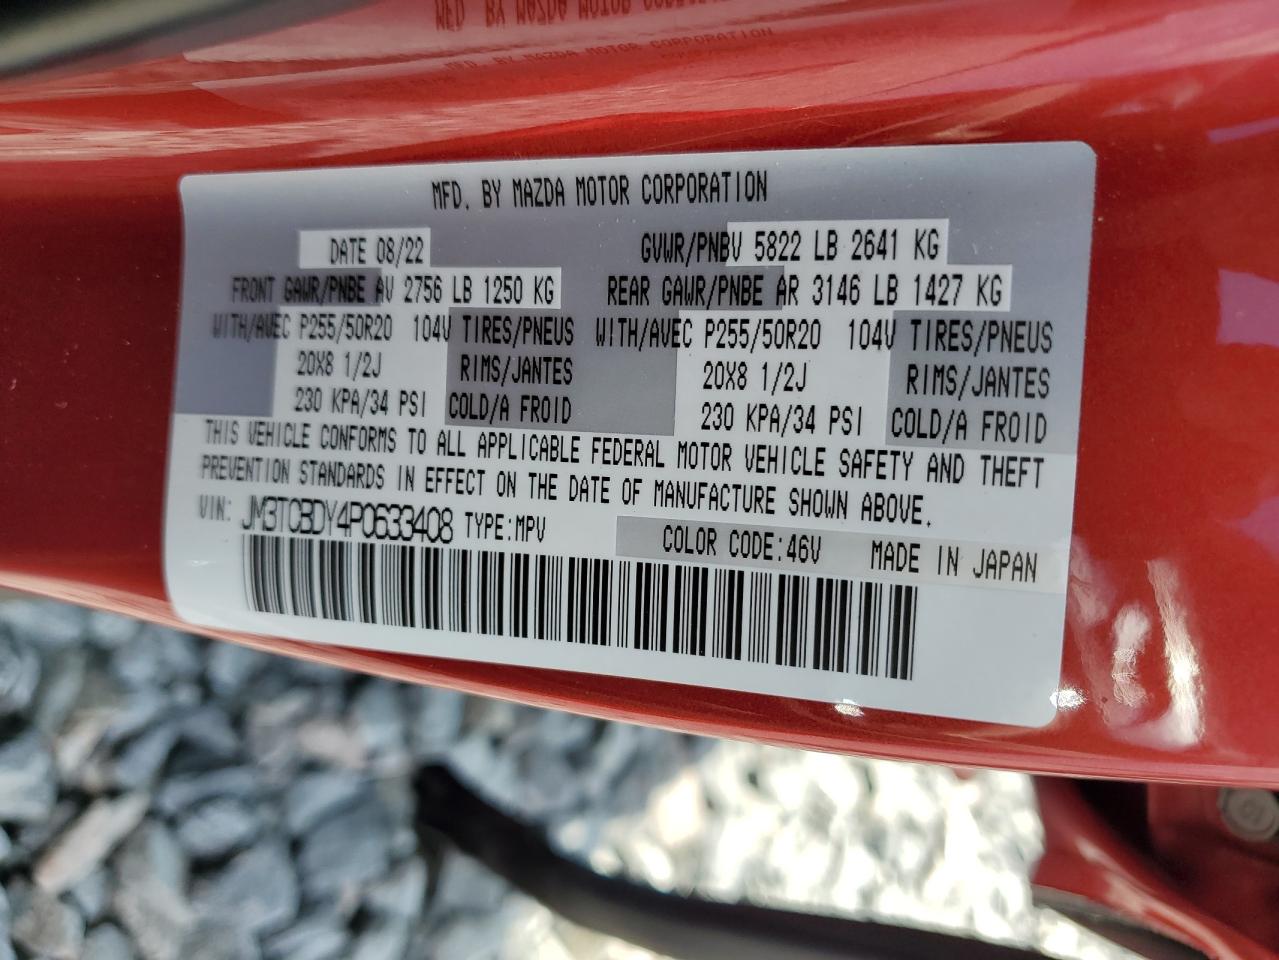 MFD. BY MAZDA MOTOR CORPORATION
DATE 08/22 GVWR/PNBV 5822 LB 2641 KG
FRONT GAWR/PNBE AV 2756 LB 1250 KG REAR GAWR/PNBE AR 3146 LB 1427 KG
WITH/AVEC P255/50R20 104V TIRES/PNEUS WITH/AVEC P255/50R20 104V TIRES/PNEUS
20X8 1/2J RIMS/JANTES 20X8 1/2J RIMS/JANTES
230 KPA/34 PSI COLD/A FROID 230 KPA/34 PSI COLD/A FROID
THIS VEHICLE CONFORMS TO ALL APPLICABLE FEDERAL MOTOR VEHICLE SAFETY AND THEFT
PREVENTION STANDARDS IN EFFECT ON THE DATE OF MANUFACTURE SHOWN ABOVE.
VIN: JM3TCBDY4P0633408 TYPE:MPV COLOR CODE:46V MADE IN JAPAN